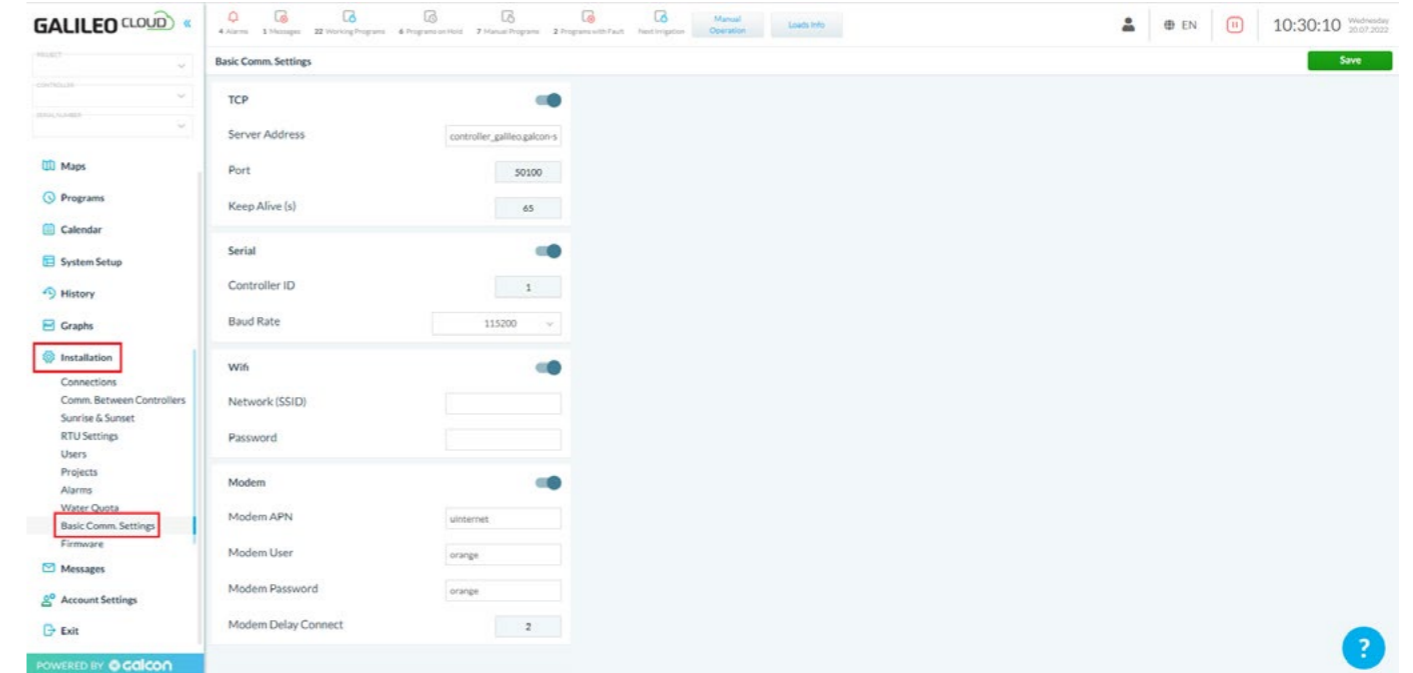 GALILEO CLOUD «
4 Alarms 1 Messages 22 Working Programs 6 Programs on Hold 7 Manual Programs 2 Programs with Fault Next Irrigation Manual Operation Loads Info EN 10:30:10 Wednesday 20.07.2022
PROJECT
CONTROLLER
SERIAL NUMBER
Maps
Programs
Calendar
System Setup
History
Graphs
Installation
Connections
Comm. Between Controllers
Sunrise & Sunset
RTU Settings
Users
Projects
Alarms
Water Quota
Basic Comm. Settings
Firmware
Messages
Account Settings
Exit
POWERED BY Galcon
Basic Comm. Settings Save
TCP
Server Address controller_galileo.galcon-s
Port 50100
Keep Alive (s) 65
Serial
Controller ID 1
Baud Rate 115200
Wifi
Network (SSID)
Password
Modem
Modem APN uinternet
Modem User orange
Modem Password orange
Modem Delay Connect 2
?